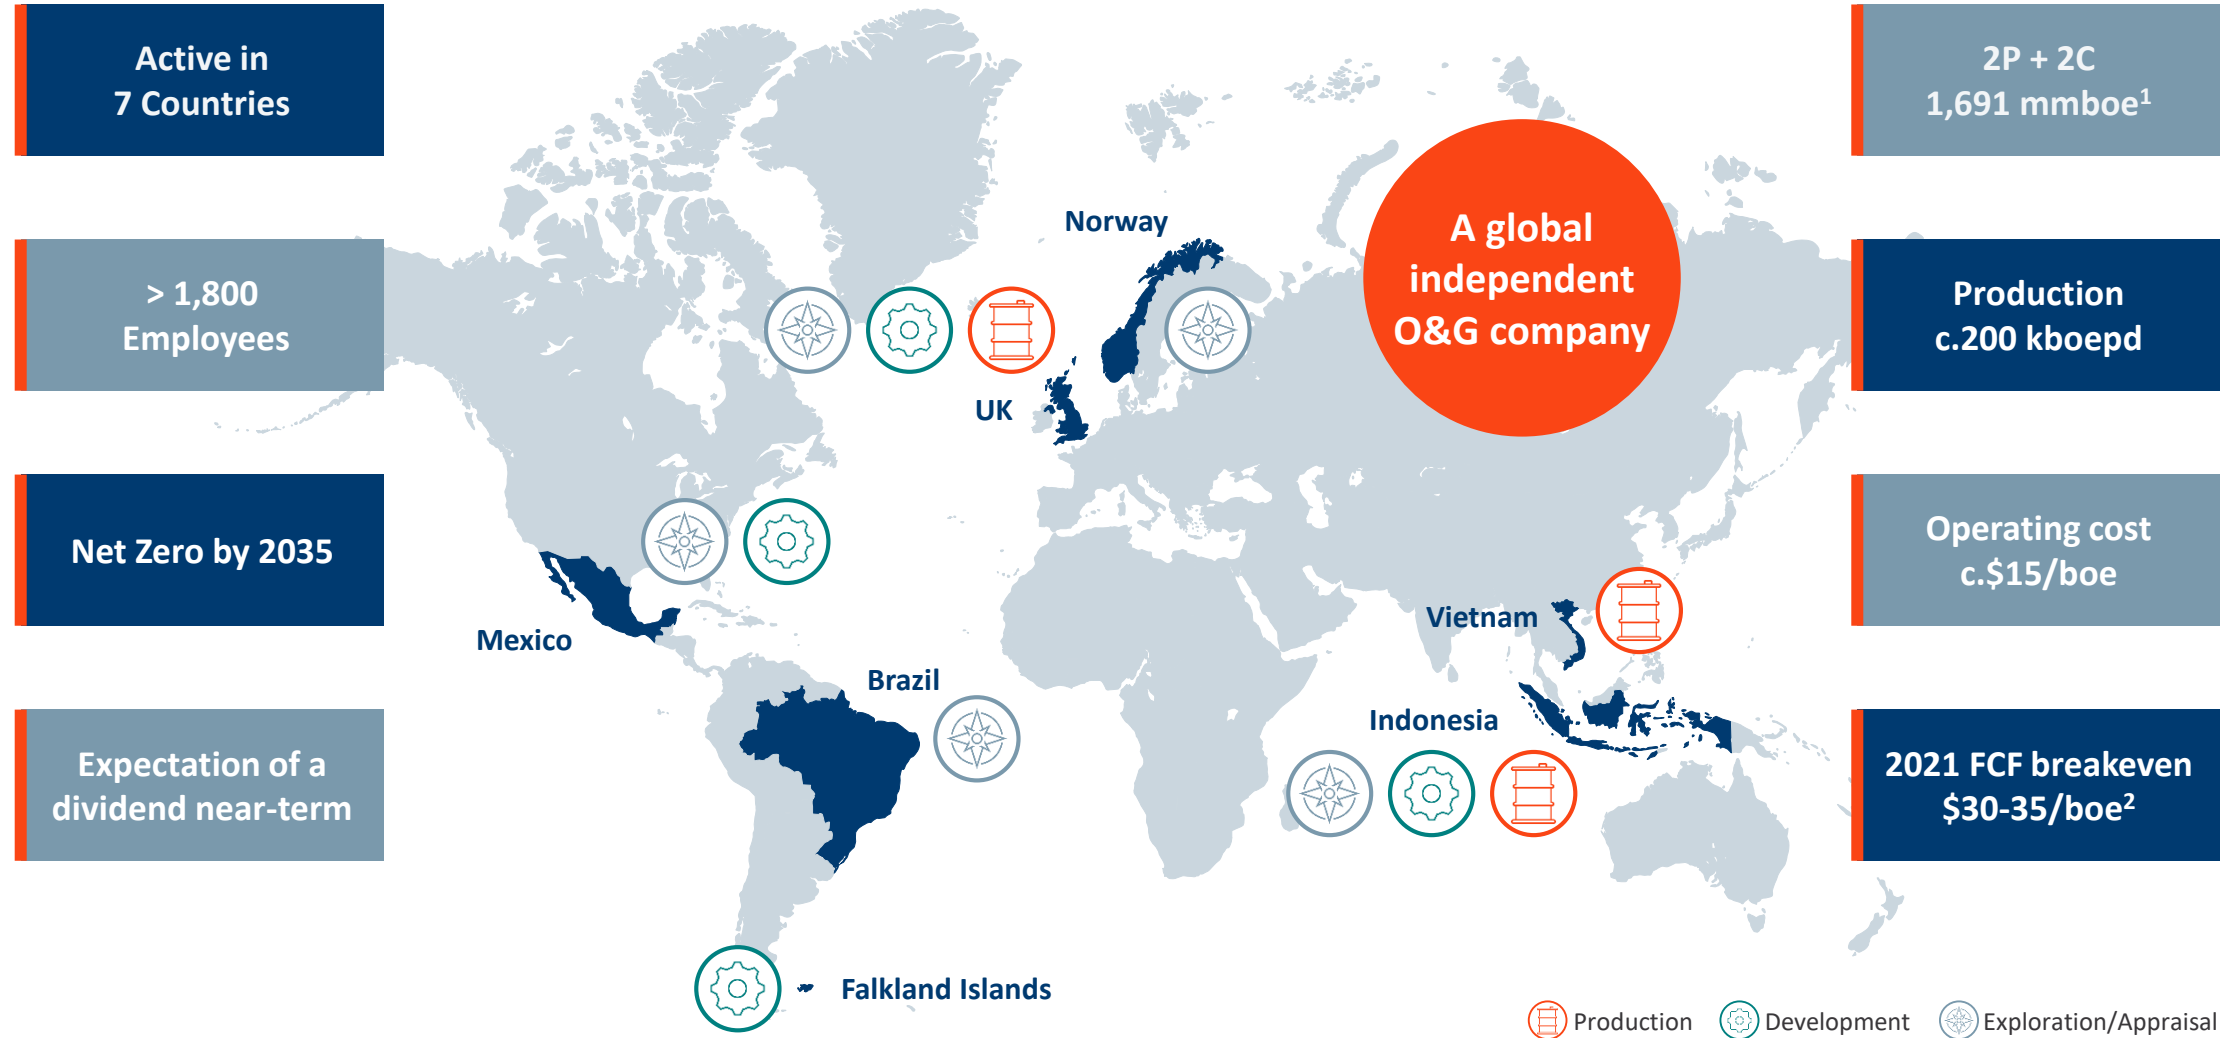 Active in
7 Countries
> 1,800
Employees
Net Zero by 2035
Expectation of a
dividend near-term
Norway
UK
Mexico
Brazil
Falkland Islands
Vietnam
Indonesia
A global
independent
O&G company
2P + 2C
1,691 mmboe¹
Production
c.200 kboepd
Operating cost
c.$15/boe
2021 FCF breakeven
$30-35/boe²
Production Development Exploration/Appraisal